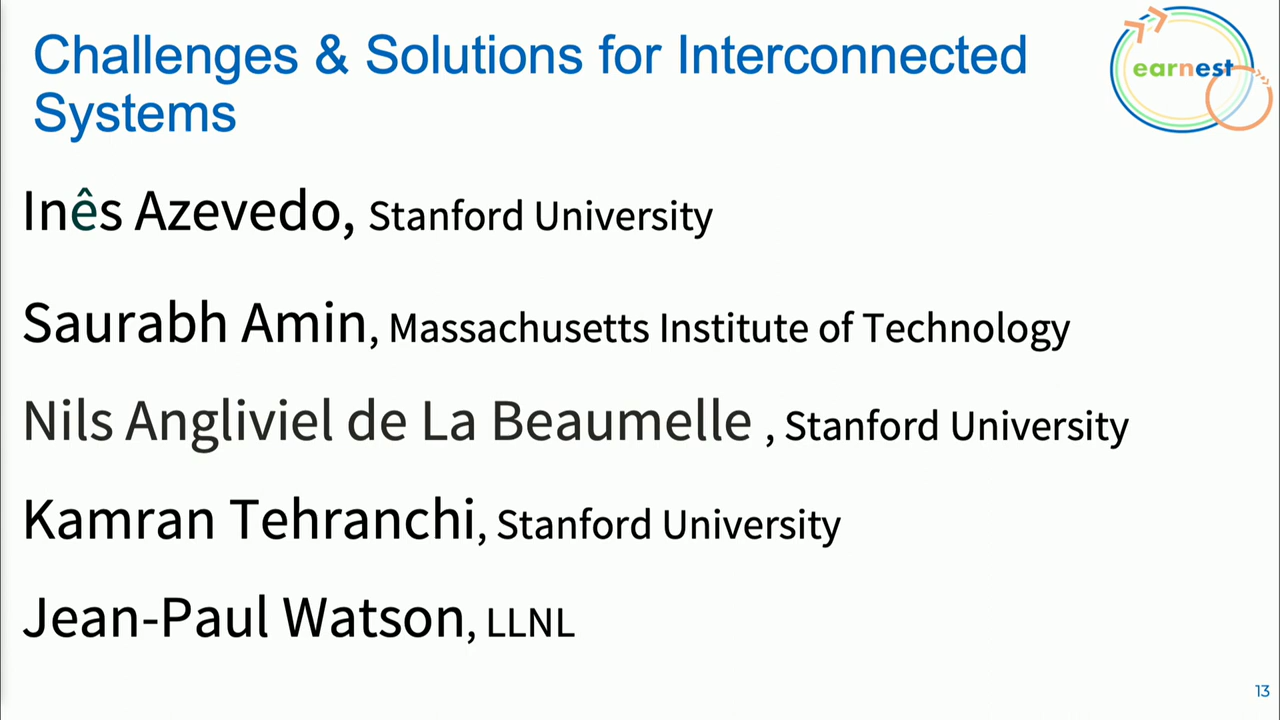 Challenges & Solutions for Interconnected
Systems
earnest
Inês Azevedo, Stanford University
Saurabh Amin, Massachusetts Institute of Technology
Nils Angliviel de La Beaumelle , Stanford University
Kamran Tehranchi, Stanford University
Jean-Paul Watson, LLNL
13